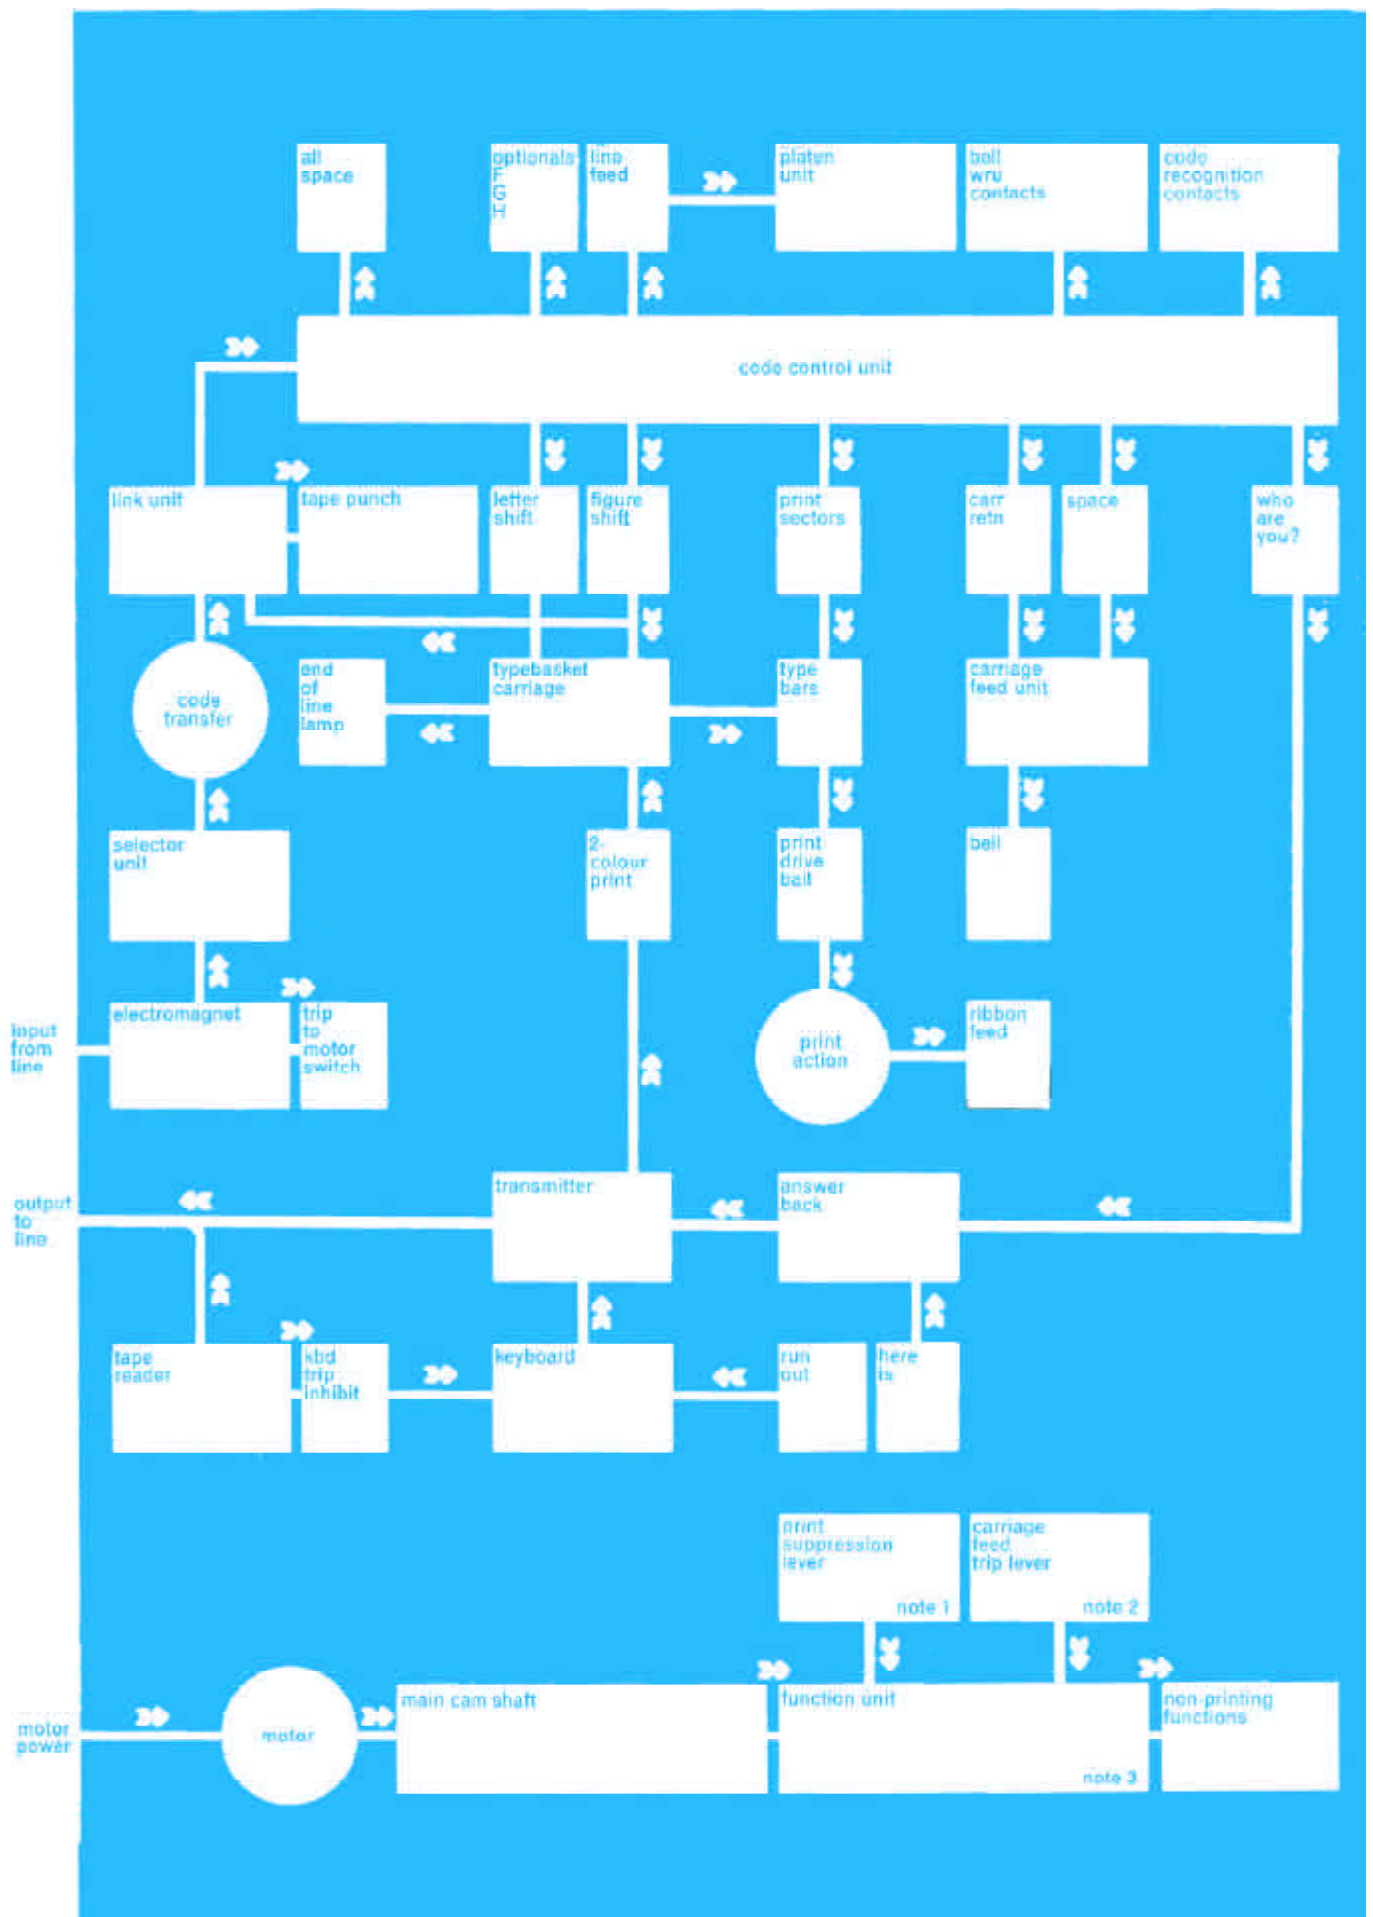 all
space
optionals
F
G
H
line
feed
platen
unit
bell
wru
contacts
code
recognition
contacts
code control unit
link unit
tape punch
letter
shift
figure
shift
print
sectors
carr
retn
space
who
are
you?
code
transfer
end
of
line
lamp
typebasket
carriage
type
bars
carriage
feed unit
selector
unit
2-
colour
print
print
drive
bail
bell
input
from
line
electromagnet
trip
to
motor
switch
print
action
ribbon
feed
output
to
line
transmitter
answer
back
tape
reader
kbd
trip
inhibit
keyboard
run
out
here
is
print
suppression
lever
note 1
carriage
feed
trip lever
note 2
motor
power
motor
main cam shaft
function unit
note 3
non-printing
functions